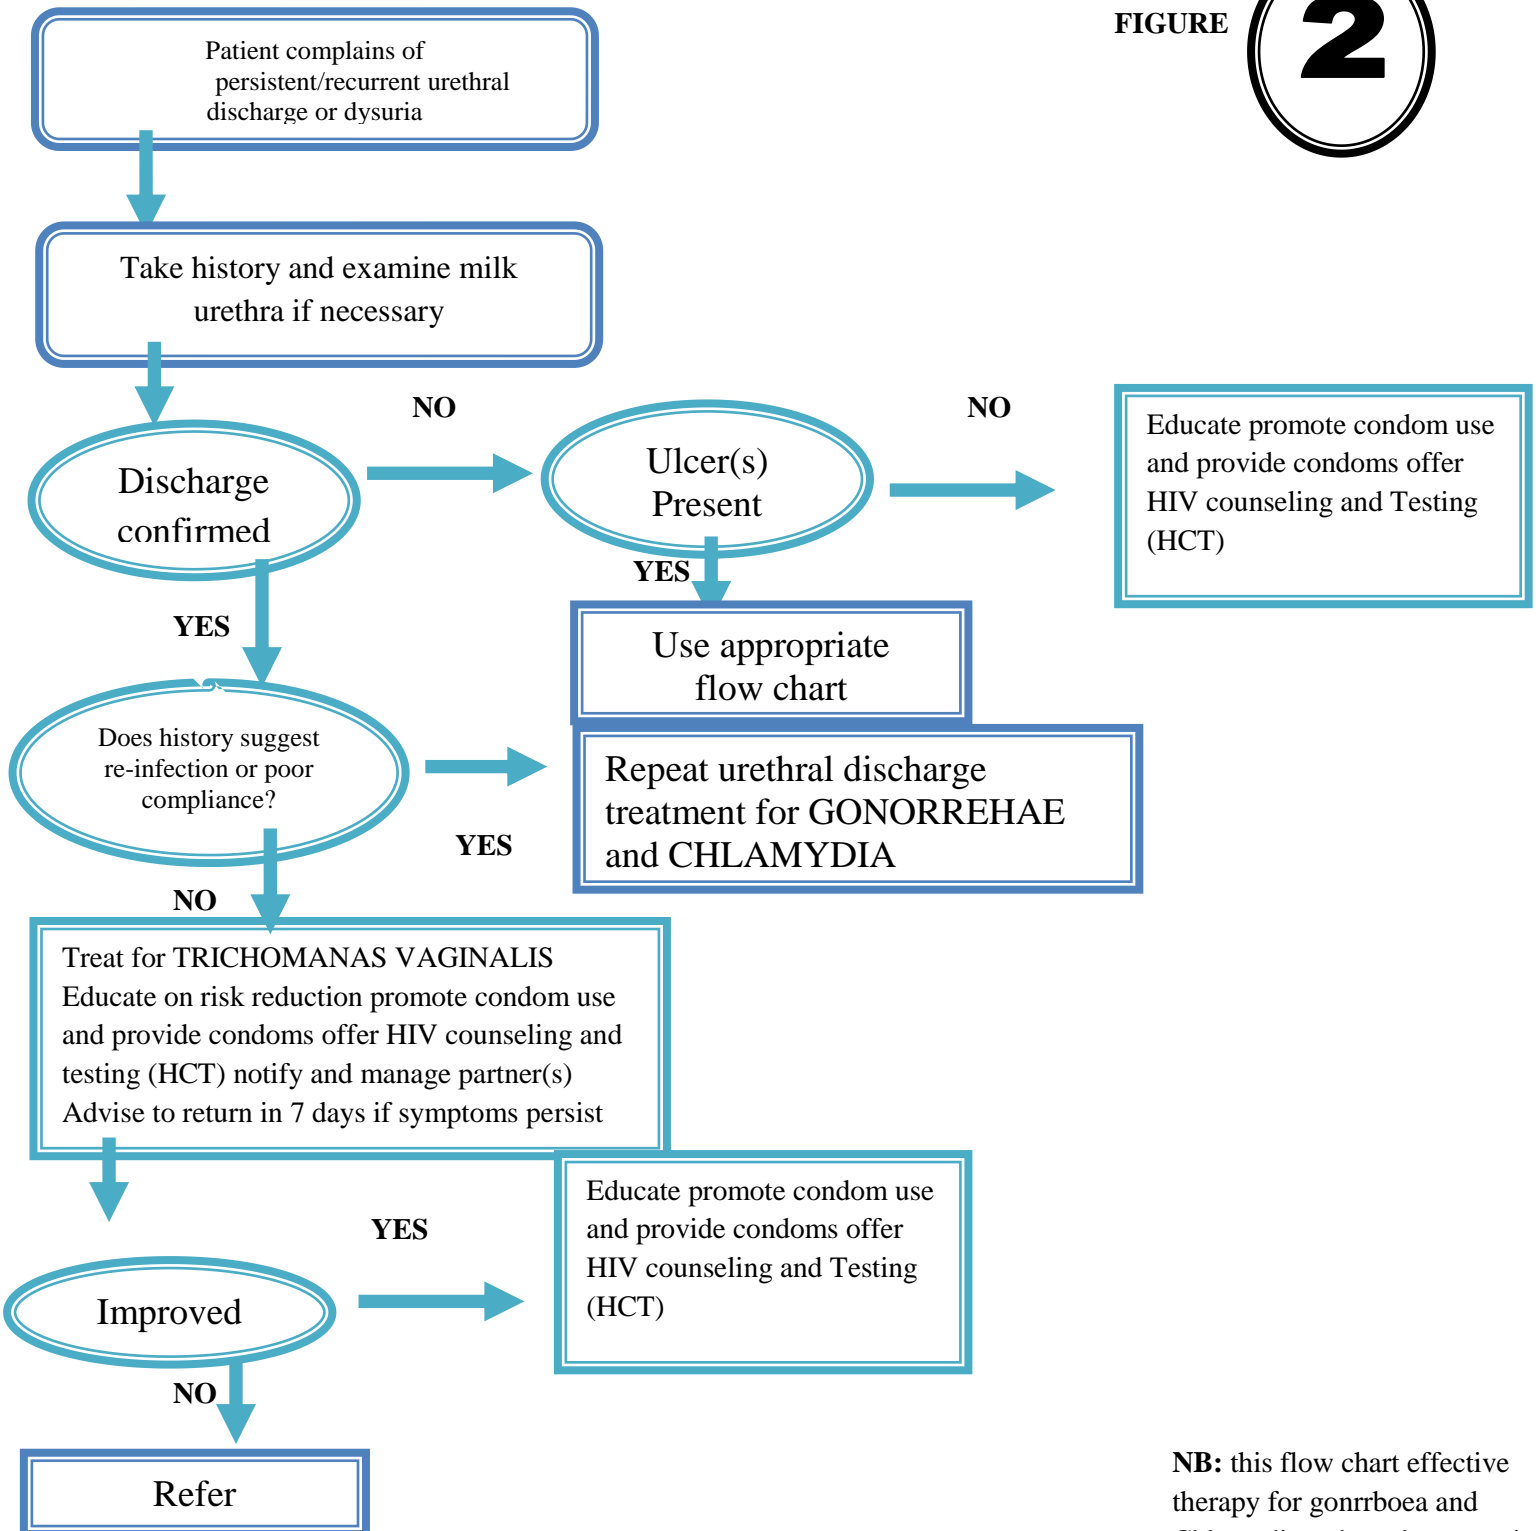 FIGURE
2
Patient complains of
persistent/recurrent urethral
discharge or dysuria
Take history and examine milk
urethra if necessary
Discharge
confirmed
NO
Ulcer(s)
Present
NO
Educate promote condom use
and provide condoms offer
HIV counseling and Testing
(HCT)
YES
Use appropriate
flow chart
YES
Does history suggest
re-infection or poor
compliance?
YES
Repeat urethral discharge
treatment for GONORREHAE
and CHLAMYDIA
NO
Treat for TRICHOMANAS VAGINALIS
Educate on risk reduction promote condom use
and provide condoms offer HIV counseling and
testing (HCT) notify and manage partner(s)
Advise to return in 7 days if symptoms persist
Improved
YES
Educate promote condom use
and provide condoms offer
HIV counseling and Testing
(HCT)
NO
Refer
NB: this flow chart effective
therapy for gonrrboea and